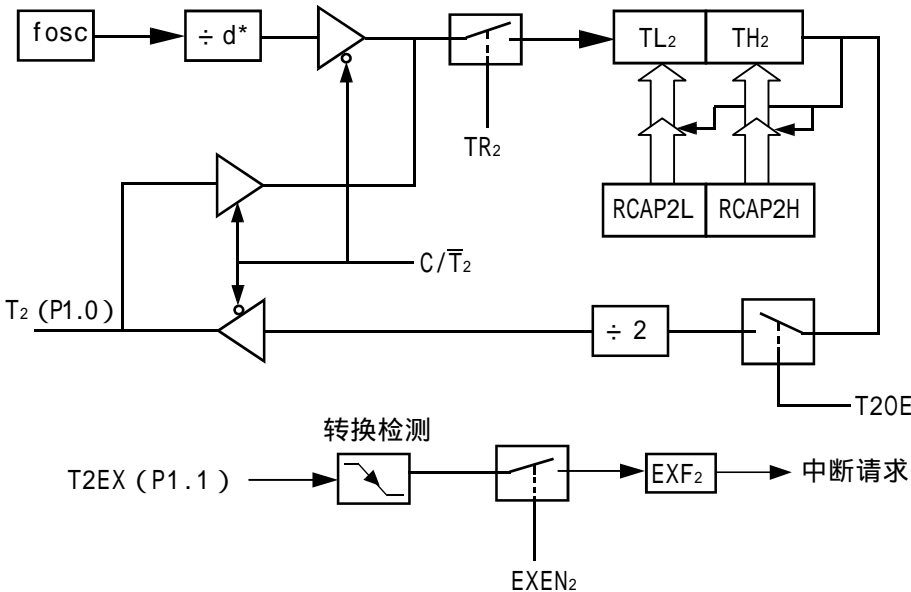 fosc
÷ d*
TL₂ TH₂
TR₂
RCAP2L RCAP2H
C/T̅₂
T₂(P1.0)
÷ 2
T2OE
转换检测
T2EX(P1.1)
EXF₂
中断请求
EXEN₂